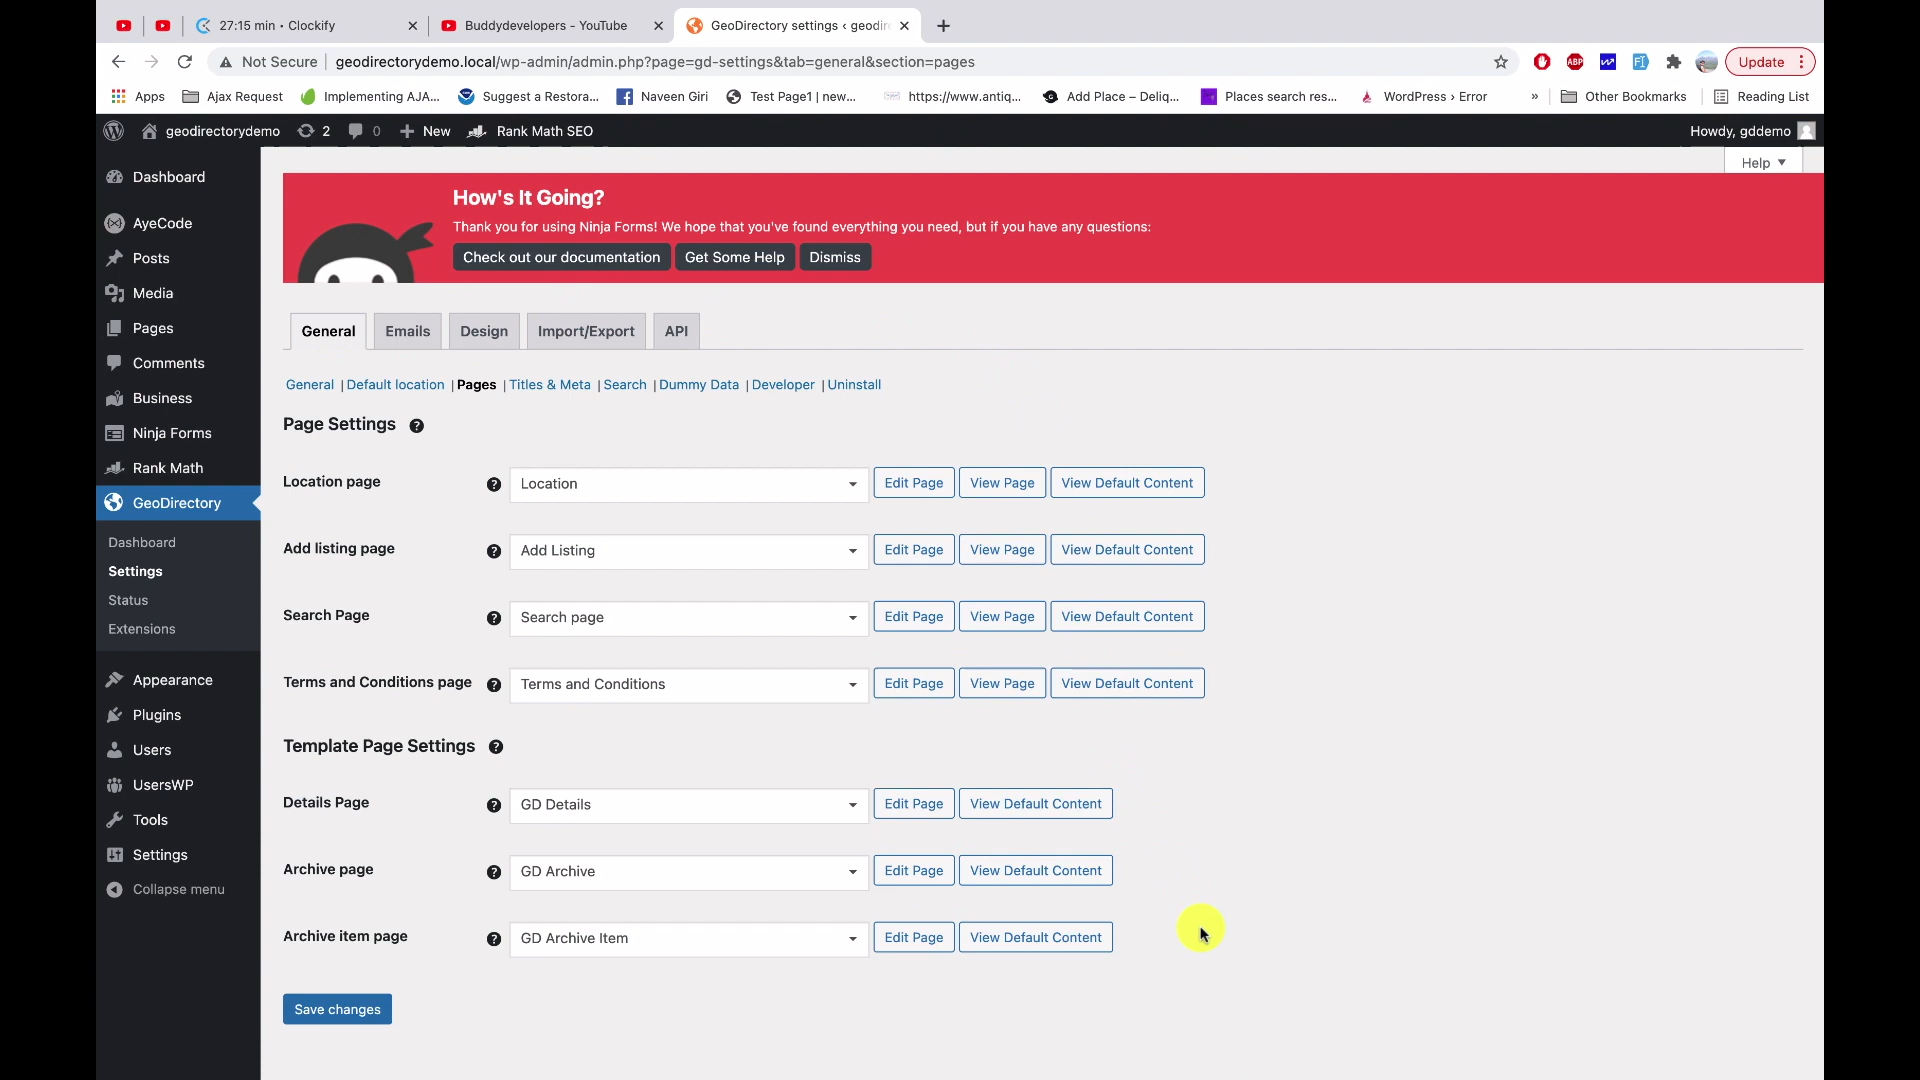 27:15 min • Clockify
Buddydevelopers - YouTube
GeoDirectory settings ‹ geodir
Not Secure
geodirectorydemo.local/wp-admin/admin.php?page=gd-settings&tab=general&section=pages
ABP
Update
Apps
Ajax Request
Implementing AJA...
Suggest a Restora...
Naveen Giri
Test Page1 | new...
https://www.antiq...
Add Place – Deliq...
Places search res...
WordPress › Error
»
Other Bookmarks
Reading List
geodirectorydemo
2
0
New
Rank Math SEO
Howdy, gddemo
Help
Dashboard
AyeCode
Posts
Media
Pages
Comments
Business
Ninja Forms
Rank Math
GeoDirectory
Dashboard
Settings
Status
Extensions
Appearance
Plugins
Users
UsersWP
Tools
Settings
Collapse menu
How's It Going?
Thank you for using Ninja Forms! We hope that you've found everything you need, but if you have any questions:
Check out our documentation
Get Some Help
Dismiss
General
Emails
Design
Import/Export
API
General | Default location | Pages | Titles & Meta | Search | Dummy Data | Developer | Uninstall
Page Settings
Location page
Location
Edit Page
View Page
View Default Content
Add listing page
Add Listing
Edit Page
View Page
View Default Content
Search Page
Search page
Edit Page
View Page
View Default Content
Terms and Conditions page
Terms and Conditions
Edit Page
View Page
View Default Content
Template Page Settings
Details Page
GD Details
Edit Page
View Default Content
Archive page
GD Archive
Edit Page
View Default Content
Archive item page
GD Archive Item
Edit Page
View Default Content
Save changes